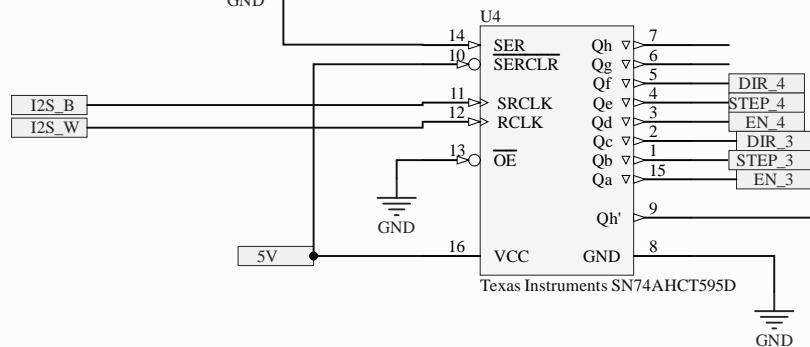 GND
U4
14 SER Qh 7
10 SERCLR Qg 6
Qf 5 DIR_4
I2S_B 11 SRCLK Qe 4 STEP_4
I2S_W 12 RCLK Qd 3 EN_4
Qc 2 DIR_3
13 OE Qb 1 STEP_3
Qa 15 EN_3
Qh' 9
GND
5V 16 VCC GND 8
Texas Instruments SN74AHCT595D
GND